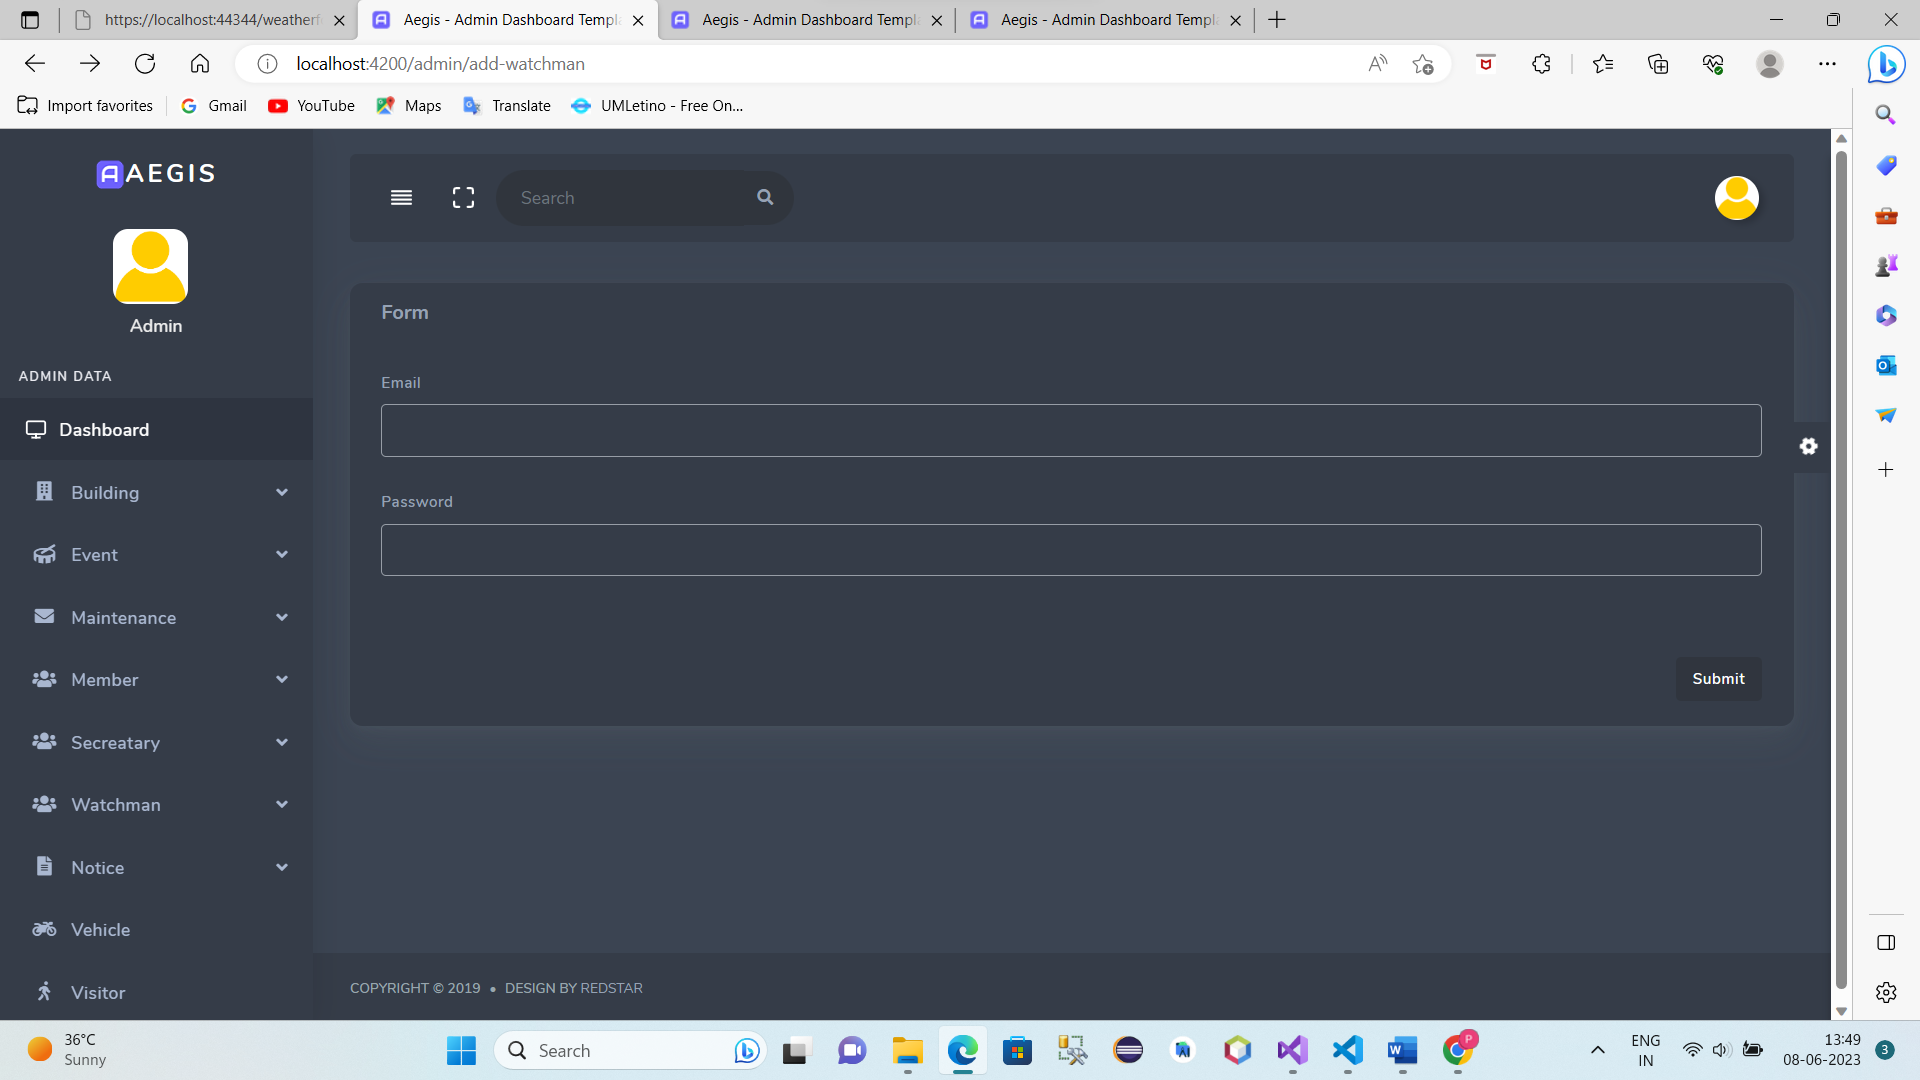 https://localhost:44344/weatherf
Aegis - Admin Dashboard Templa
Aegis - Admin Dashboard Templa
Aegis - Admin Dashboard Templa
localhost:4200/admin/add-watchman
Import favorites
Gmail
YouTube
Maps
Translate
UMLetino - Free On...
AEGIS
Search
Admin
ADMIN DATA
Dashboard
Building
Event
Maintenance
Member
Secreatary
Watchman
Notice
Vehicle
Visitor
Form
Email
Password
Submit
COPYRIGHT © 2019 • DESIGN BY REDSTAR
36°C
Sunny
Search
ENG
IN
13:49
08-06-2023
3